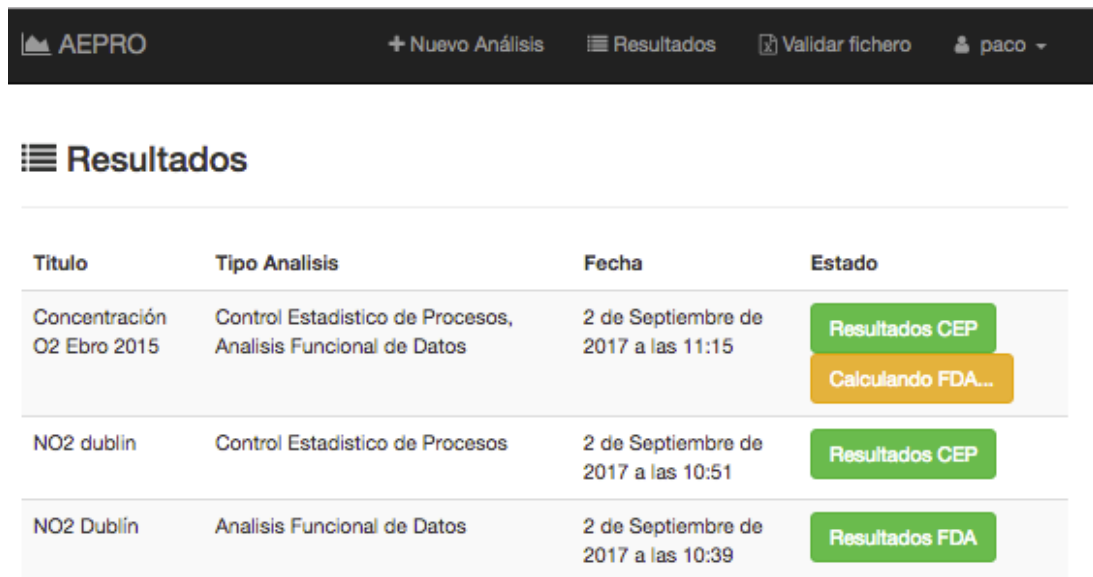 AEPRO
Nuevo Análisis
Resultados
Validar fichero
paco
Resultados
Titulo Tipo Analisis Fecha Estado
Concentración Control Estadistico de Procesos, 2 de Septiembre de Resultados CEP
O2 Ebro 2015 Analisis Funcional de Datos 2017 a las 11:15
Calculando FDA...
NO2 dublin Control Estadistico de Procesos 2 de Septiembre de Resultados CEP
2017 a las 10:51
NO2 Dublín Analisis Funcional de Datos 2 de Septiembre de Resultados FDA
2017 a las 10:39